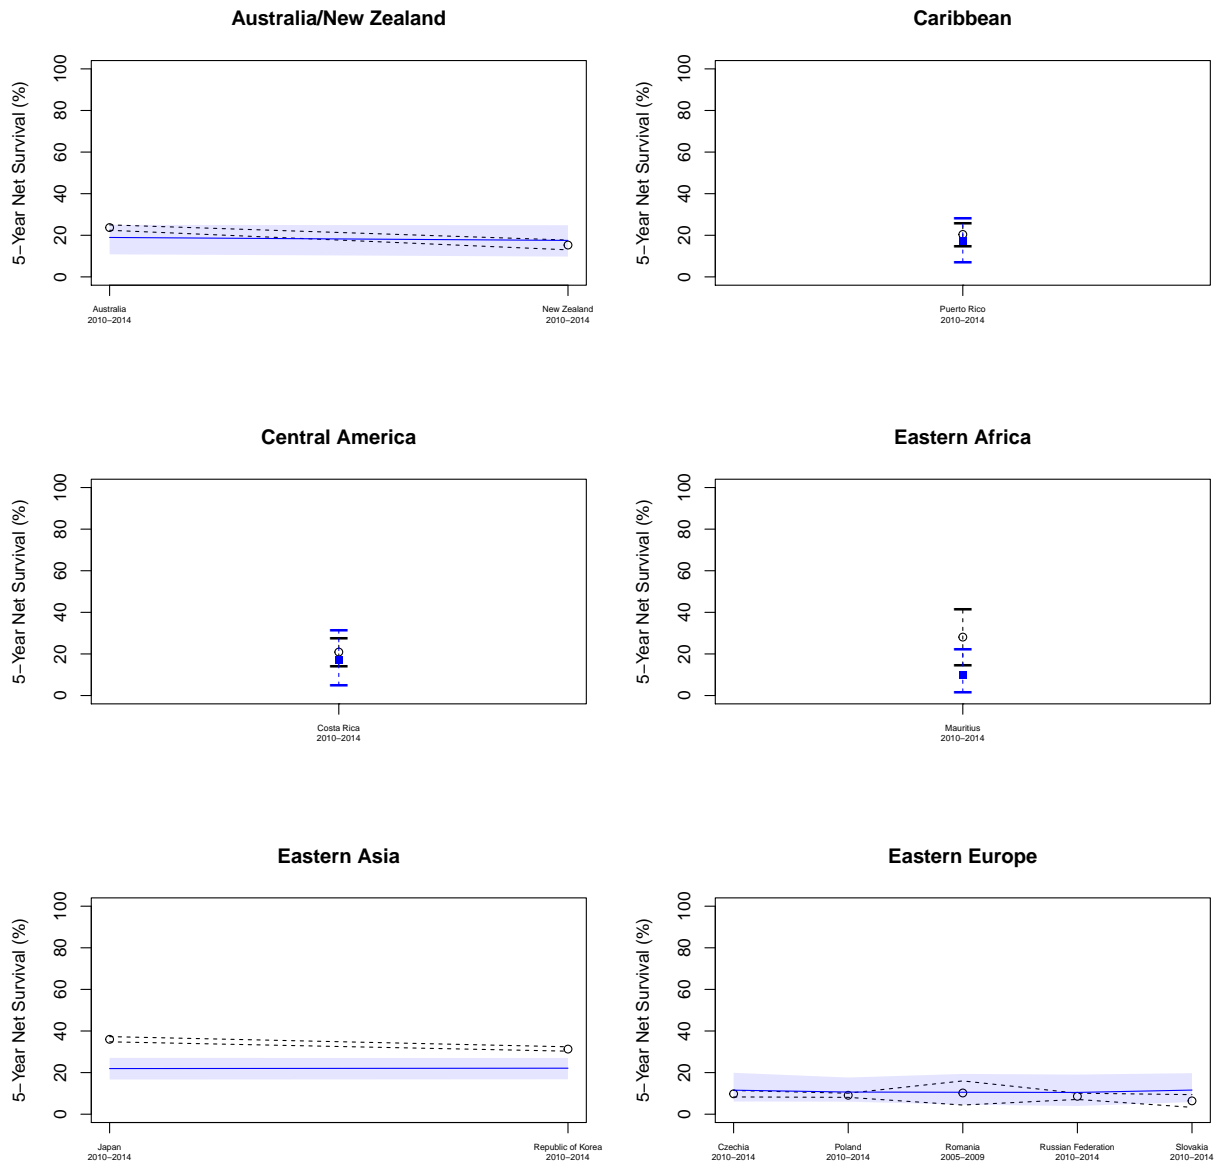 Australia/New Zealand
5−Year Net Survival (%)
0
20
40
60
80
100
Australia
2010−2014
New Zealand
2010−2014
Caribbean
5−Year Net Survival (%)
0
20
40
60
80
100
Puerto Rico
2010−2014
Central America
5−Year Net Survival (%)
0
20
40
60
80
100
Costa Rica
2010−2014
Eastern Africa
5−Year Net Survival (%)
0
20
40
60
80
100
Mauritius
2010−2014
Eastern Asia
5−Year Net Survival (%)
0
20
40
60
80
100
Japan
2010−2014
Republic of Korea
2010−2014
Eastern Europe
5−Year Net Survival (%)
0
20
40
60
80
100
Czechia
2010−2014
Poland
2010−2014
Romania
2005−2009
Russian Federation
2010−2014
Slovakia
2010−2014